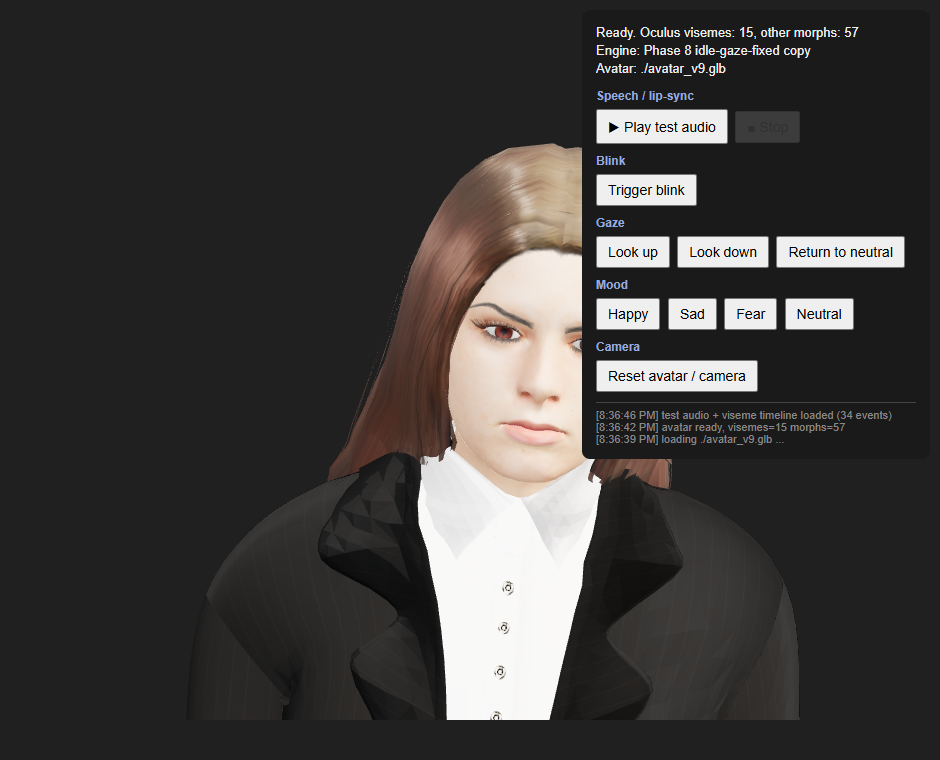 Ready. Oculus visemes: 15, other morphs: 57
Engine: Phase 8 idle-gaze-fixed copy
Avatar: ./avatar_v9.glb
Speech / lip-sync
▶ Play test audio ■ Stop
Blink
Trigger blink
Gaze
Look up Look down Return to neutral
Mood
Happy Sad Fear Neutral
Camera
Reset avatar / camera
[8:36:46 PM] test audio + viseme timeline loaded (34 events)
[8:36:42 PM] avatar ready, visemes=15 morphs=57
[8:36:39 PM] loading ./avatar_v9.glb ...